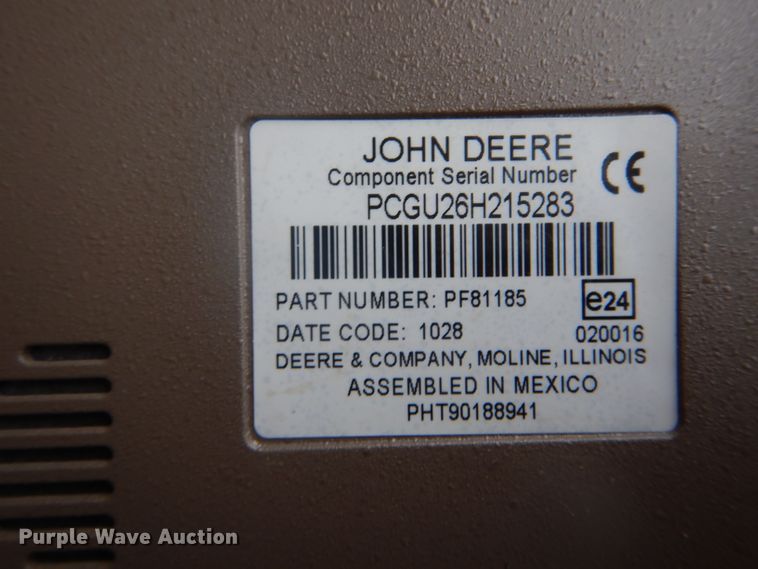 JOHN DEERE
Component Serial Number
CE
PCGU26H215283
PART NUMBER: PF81185
e24
DATE CODE: 1028
020016
DEERE & COMPANY, MOLINE, ILLINOIS
ASSEMBLED IN MEXICO
PHT90188941
Purple Wave Auction